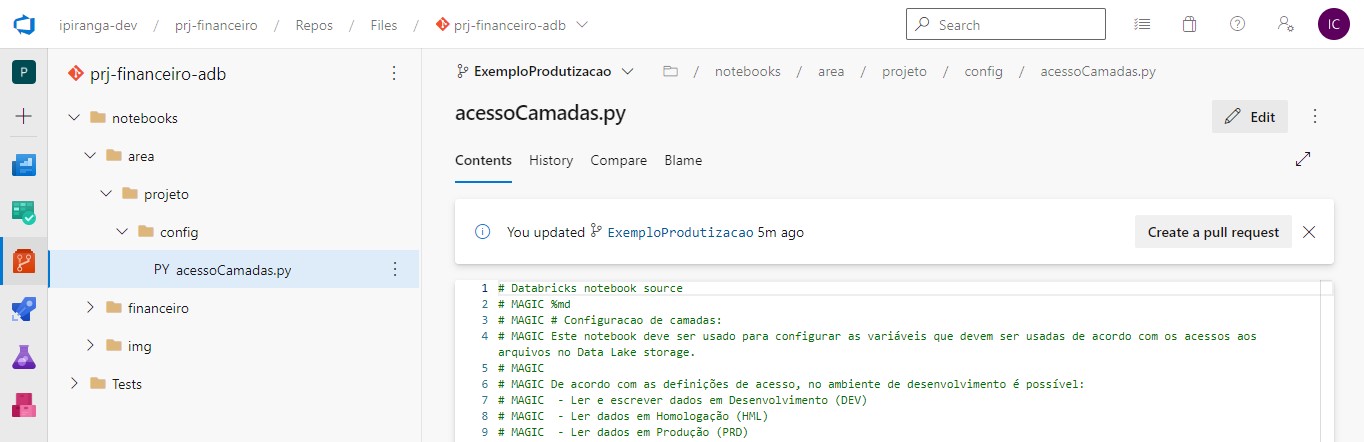 ipiranga-dev / prj-financeiro / Repos / Files / prj-financeiro-adb
Search
IC
P
prj-financeiro-adb
notebooks
area
projeto
config
PY acessoCamadas.py
financeiro
img
Tests
ExemploProdutizacao
/ notebooks / area / projeto / config / acessoCamadas.py
acessoCamadas.py
Edit
Contents History Compare Blame
You updated ExemploProdutizacao 5m ago
Create a pull request
1 # Databricks notebook source
2 # MAGIC %md
3 # MAGIC # Configuracao de camadas:
4 # MAGIC Este notebook deve ser usado para configurar as variáveis que devem ser usadas de acordo com os acessos aos
arquivos no Data Lake storage.
5 # MAGIC
6 # MAGIC De acordo com as definições de acesso, no ambiente de desenvolvimento é possível:
7 # MAGIC  - Ler e escrever dados em Desenvolvimento (DEV)
8 # MAGIC  - Ler dados em Homologação (HML)
9 # MAGIC  - Ler dados em Produção (PRD)